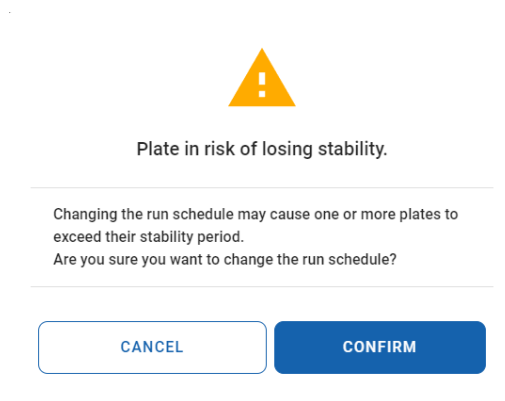 Plate in risk of losing stability.
Changing the run schedule may cause one or more plates to
exceed their stability period.
Are you sure you want to change the run schedule?
CANCEL
CONFIRM